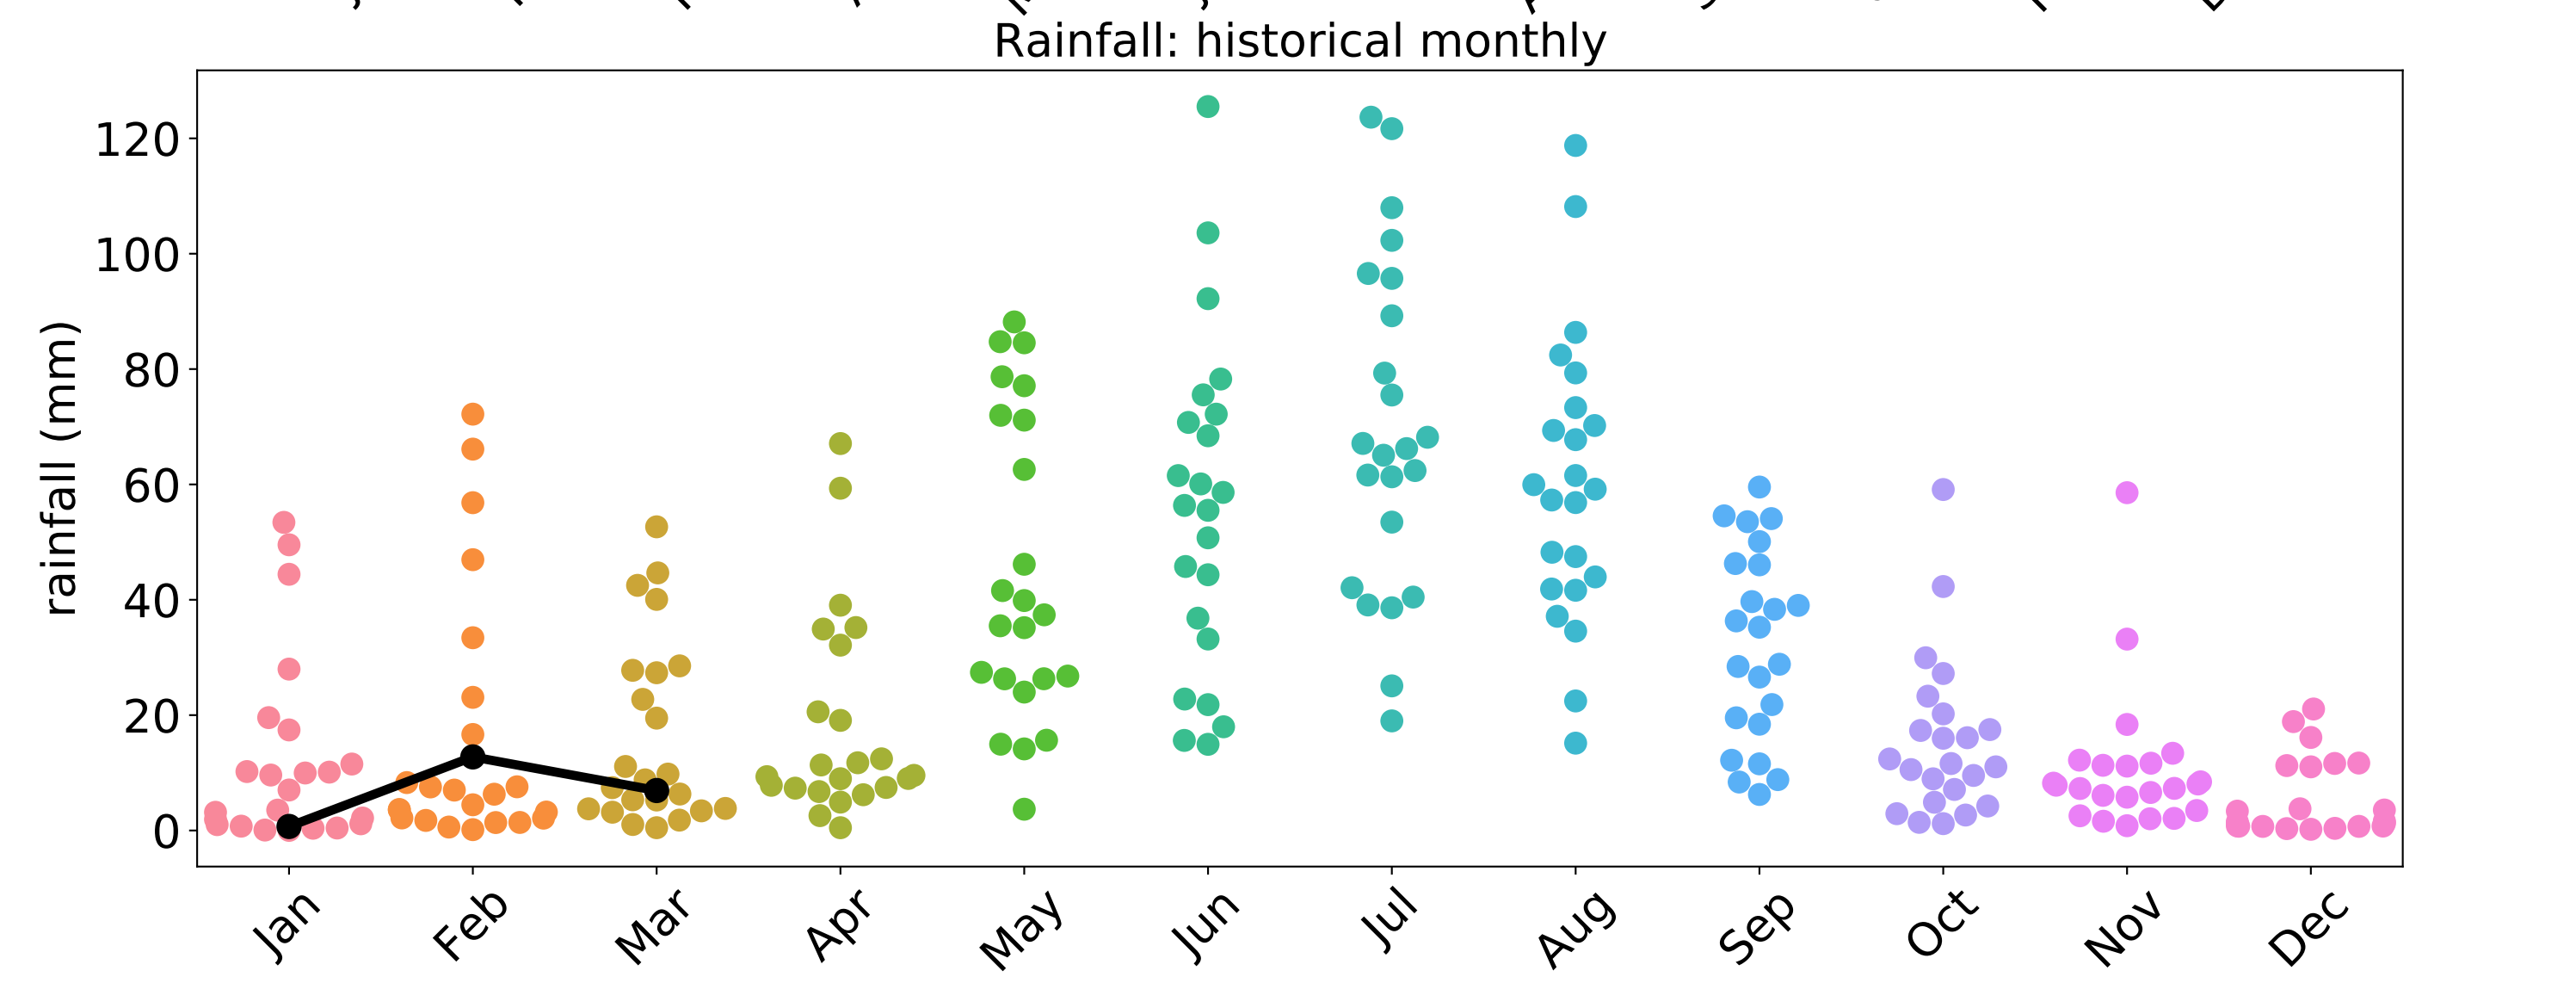 Rainfall: historical monthly
rainfall (mm)
120
100
80
60
40
20
0
Jan
Feb
Mar
Apr
May
Jun
Jul
Aug
Sep
Oct
Nov
Dec